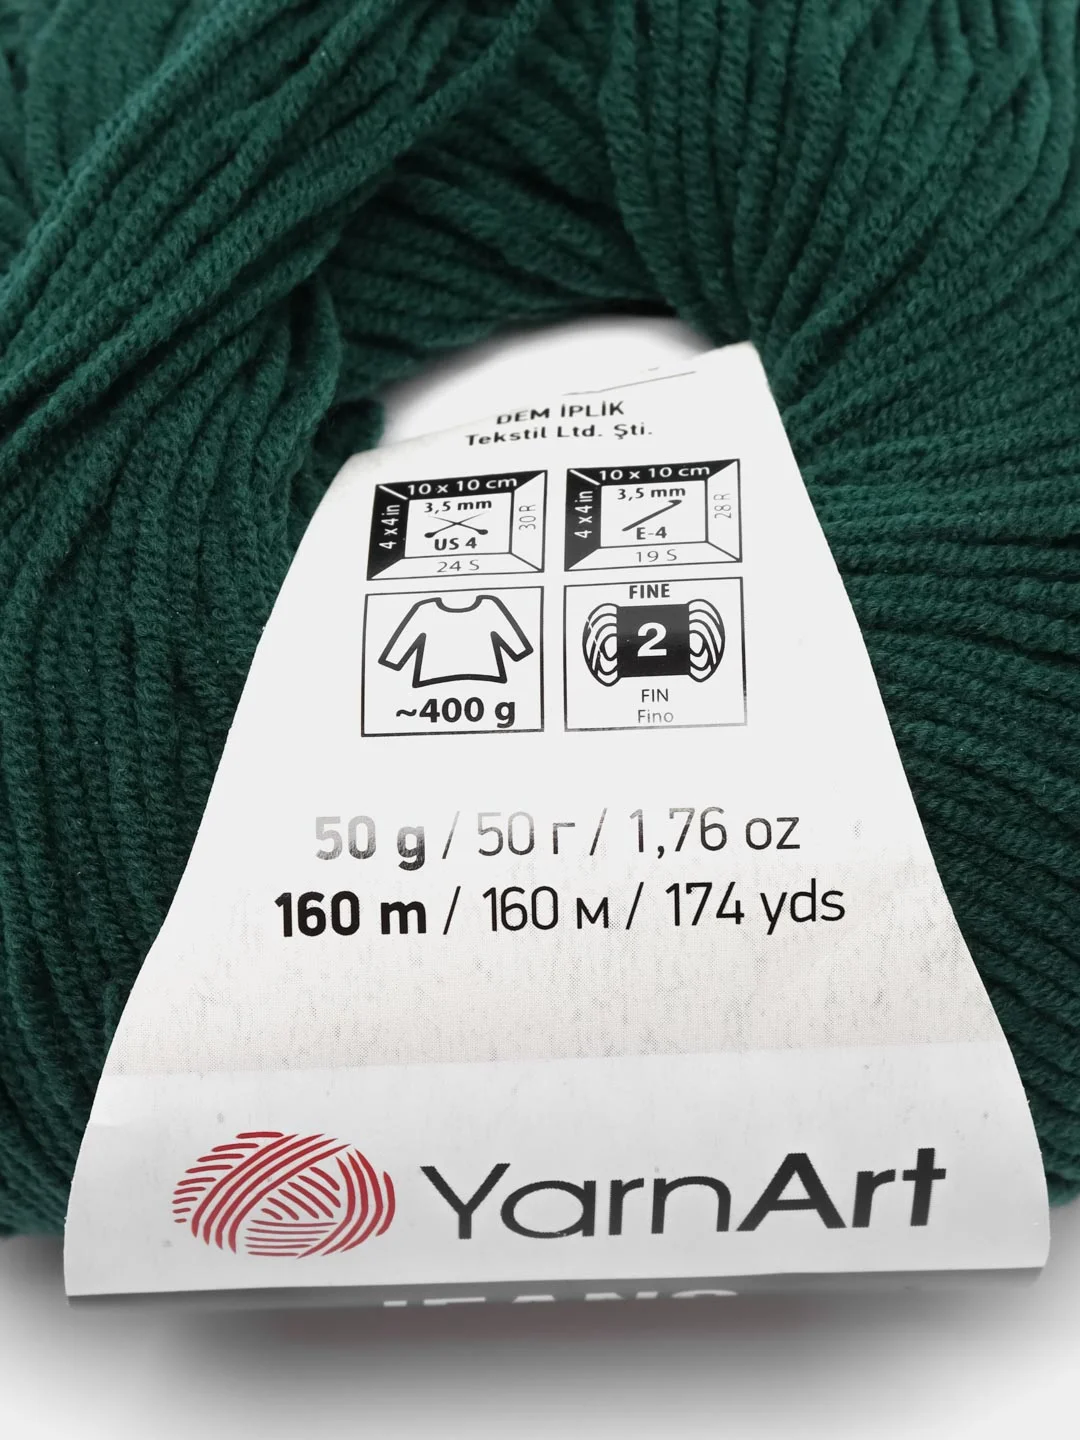 DEM İPLİK
Tekstil Ltd. Şti.
10 x 10 cm
4 x 4 in
3,5 mm
US 4
30 R
24 S
10 x 10 cm
4 x 4 in
3,5 mm
E-4
28 R
19 S
~400 g
FINE
2
FIN
Fino
50 g / 50 г / 1,76 oz
160 m / 160 м / 174 yds
YarnArt
JEANS